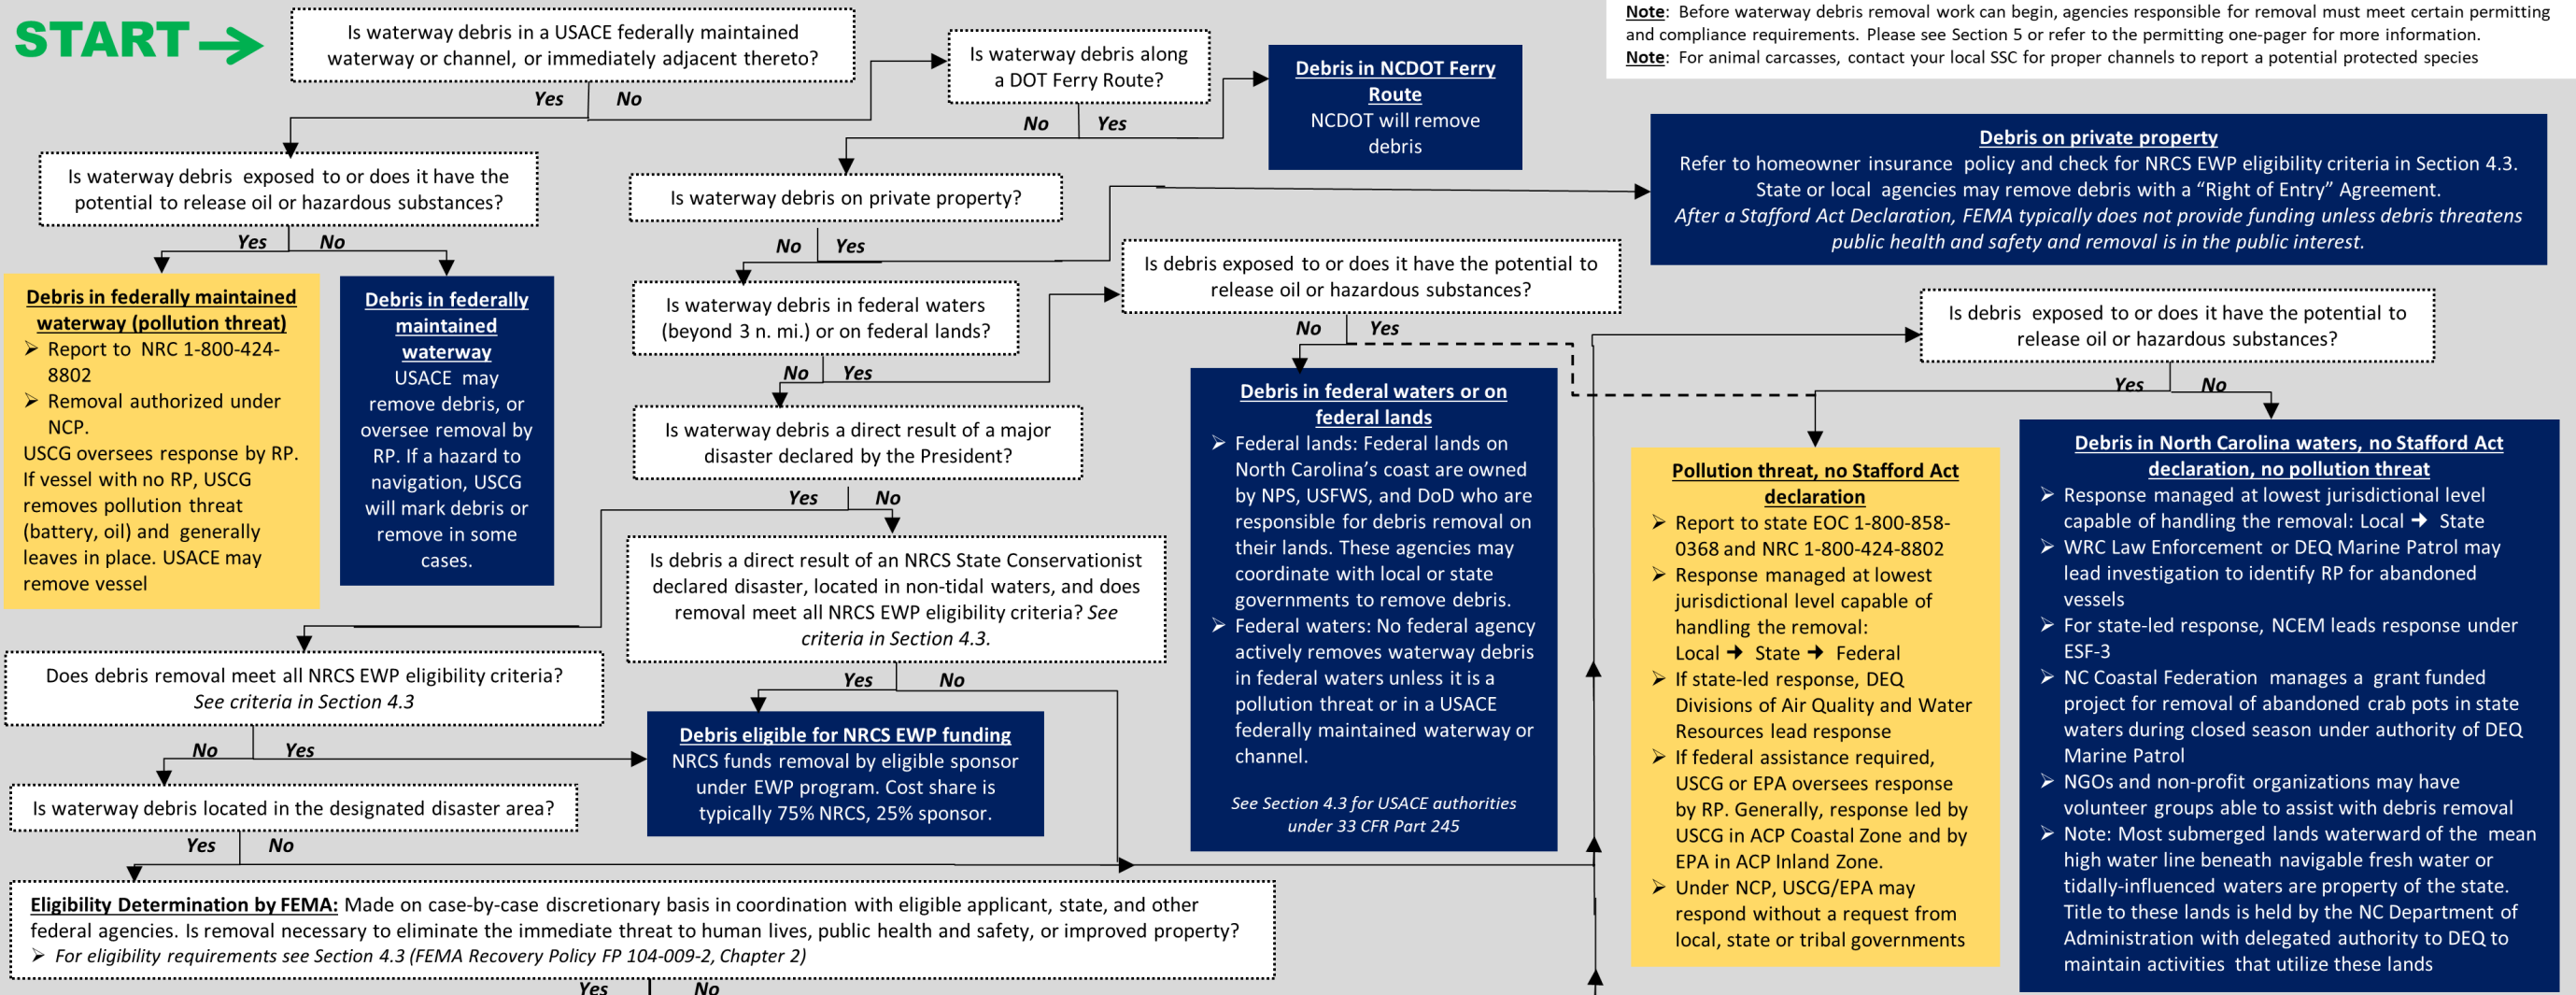 START
Is waterway debris in a USACE federally maintained
waterway or channel, or immediately adjacent thereto?
Yes No
Is waterway debris along
a DOT Ferry Route?
No Yes
Debris in NCDOT Ferry
Route
NCDOT will remove
debris
Note: Before waterway debris removal work can begin, agencies responsible for removal must meet certain permitting
and compliance requirements. Please see Section 5 or refer to the permitting one-pager for more information.
Note: For animal carcasses, contact your local SSC for proper channels to report a potential protected species
Is waterway debris exposed to or does it have the
potential to release oil or hazardous substances?
Yes No
Is waterway debris on private property?
No Yes
Debris on private property
Refer to homeowner insurance policy and check for NRCS EWP eligibility criteria in Section 4.3.
State or local agencies may remove debris with a “Right of Entry” Agreement.
After a Stafford Act Declaration, FEMA typically does not provide funding unless debris threatens
public health and safety and removal is in the public interest.
Debris in federally maintained
waterway (pollution threat)
➢ Report to NRC 1-800-424-
8802
➢ Removal authorized under
NCP.
USCG oversees response by RP.
If vessel with no RP, USCG
removes pollution threat
(battery, oil) and generally
leaves in place. USACE may
remove vessel
Debris in federally
maintained
waterway
USACE may
remove debris, or
oversee removal by
RP. If a hazard to
navigation, USCG
will mark debris or
remove in some
cases.
Is waterway debris in federal waters
(beyond 3 n. mi.) or on federal lands?
No Yes
Is debris exposed to or does it have the potential to
release oil or hazardous substances?
No Yes
Is debris exposed to or does it have the potential to
release oil or hazardous substances?
Yes No
Is waterway debris a direct result of a major
disaster declared by the President?
Yes No
Is debris a direct result of an NRCS State Conservationist
declared disaster, located in non-tidal waters, and does
removal meet all NRCS EWP eligibility criteria? See
criteria in Section 4.3.
Yes No
Debris in federal waters or on
federal lands
➢ Federal lands: Federal lands on
North Carolina’s coast are owned
by NPS, USFWS, and DoD who are
responsible for debris removal on
their lands. These agencies may
coordinate with local or state
governments to remove debris.
➢ Federal waters: No federal agency
actively removes waterway debris
in federal waters unless it is a
pollution threat or in a USACE
federally maintained waterway or
channel.
See Section 4.3 for USACE authorities
under 33 CFR Part 245
Pollution threat, no Stafford Act
declaration
➢ Report to state EOC 1-800-858-
0368 and NRC 1-800-424-8802
➢ Response managed at lowest
jurisdictional level capable of
handling the removal:
Local → State → Federal
➢ If state-led response, DEQ
Divisions of Air Quality and Water
Resources lead response
➢ If federal assistance required,
USCG or EPA oversees response
by RP. Generally, response led by
USCG in ACP Coastal Zone and by
EPA in ACP Inland Zone.
➢ Under NCP, USCG/EPA may
respond without a request from
local, state or tribal governments
Debris in North Carolina waters, no Stafford Act
declaration, no pollution threat
➢ Response managed at lowest jurisdictional level
capable of handling the removal: Local → State
➢ WRC Law Enforcement or DEQ Marine Patrol may
lead investigation to identify RP for abandoned
vessels
➢ For state-led response, NCEM leads response under
ESF-3
➢ NC Coastal Federation manages a grant funded
project for removal of abandoned crab pots in state
waters during closed season under authority of DEQ
Marine Patrol
➢ NGOs and non-profit organizations may have
volunteer groups able to assist with debris removal
➢ Note: Most submerged lands waterward of the mean
high water line beneath navigable fresh water or
tidally-influenced waters are property of the state.
Title to these lands is held by the NC Department of
Administration with delegated authority to DEQ to
maintain activities that utilize these lands
Does debris removal meet all NRCS EWP eligibility criteria?
See criteria in Section 4.3
No Yes
Debris eligible for NRCS EWP funding
NRCS funds removal by eligible sponsor
under EWP program. Cost share is
typically 75% NRCS, 25% sponsor.
Is waterway debris located in the designated disaster area?
Yes No
Eligibility Determination by FEMA: Made on case-by-case discretionary basis in coordination with eligible applicant, state, and other
federal agencies. Is removal necessary to eliminate the immediate threat to human lives, public health and safety, or improved property?
➢ For eligibility requirements see Section 4.3 (FEMA Recovery Policy FP 104-009-2, Chapter 2)
Yes No